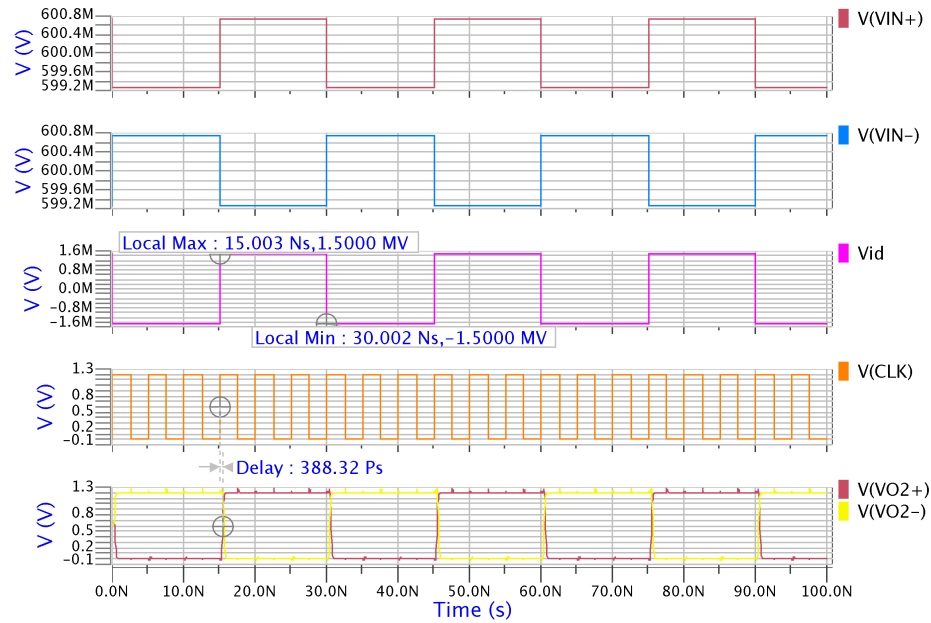 600.8M
600.4M
600.0M
599.6M
599.2M
V (V)
V(VIN+)
600.8M
600.4M
600.0M
599.6M
599.2M
V (V)
V(VIN-)
Local Max : 15.003 Ns,1.5000 MV
1.6M
0.8M
0.0M
-0.8M
-1.6M
V (V)
Vid
Local Min : 30.002 Ns,-1.5000 MV
1.3
0.8
0.5
0.2
-0.1
V (V)
V(CLK)
Delay : 388.32 Ps
1.3
0.8
0.5
0.2
-0.1
V (V)
V(VO2+)
V(VO2-)
0.0N 10.0N 20.0N 30.0N 40.0N 50.0N 60.0N 70.0N 80.0N 90.0N 100.0N
Time (s)